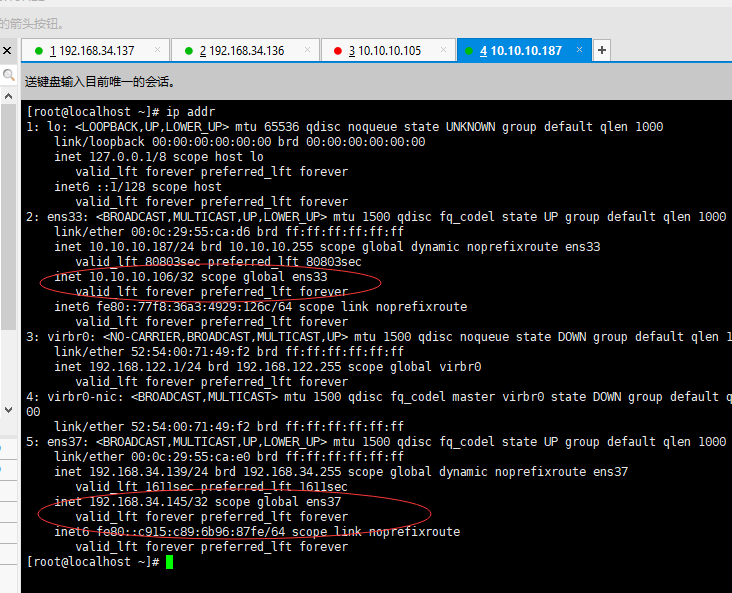 的箭头按钮。
1 192.168.34.137 × 2 192.168.34.136 × 3 10.10.10.105 × 4 10.10.10.187 × +
送键盘输入目前唯一的会话。
[root@localhost ~]# ip addr
1: lo: <LOOPBACK,UP,LOWER_UP> mtu 65536 qdisc noqueue state UNKNOWN group default qlen 1000
link/loopback 00:00:00:00:00:00 brd 00:00:00:00:00:00
inet 127.0.0.1/8 scope host lo
valid_lft forever preferred_lft forever
inet6 ::1/128 scope host
valid_lft forever preferred_lft forever
2: ens33: <BROADCAST,MULTICAST,UP,LOWER_UP> mtu 1500 qdisc fq_codel state UP group default qlen 1000
link/ether 00:0c:29:55:ca:d6 brd ff:ff:ff:ff:ff:ff
inet 10.10.10.187/24 brd 10.10.10.255 scope global dynamic noprefixroute ens33
valid_lft 80803sec preferred_lft 80803sec
inet 10.10.10.106/32 scope global ens33
valid_lft forever preferred_lft forever
inet6 fe80::77f8:36a3:4929:126c/64 scope link noprefixroute
valid_lft forever preferred_lft forever
3: virbr0: <NO-CARRIER,BROADCAST,MULTICAST,UP> mtu 1500 qdisc noqueue state DOWN group default qlen 1
link/ether 52:54:00:71:49:f2 brd ff:ff:ff:ff:ff:ff
inet 192.168.122.1/24 brd 192.168.122.255 scope global virbr0
valid_lft forever preferred_lft forever
4: virbr0-nic: <BROADCAST,MULTICAST> mtu 1500 qdisc fq_codel master virbr0 state DOWN group default q
00
link/ether 52:54:00:71:49:f2 brd ff:ff:ff:ff:ff:ff
5: ens37: <BROADCAST,MULTICAST,UP,LOWER_UP> mtu 1500 qdisc fq_codel state UP group default qlen 1000
link/ether 00:0c:29:55:ca:e0 brd ff:ff:ff:ff:ff:ff
inet 192.168.34.139/24 brd 192.168.34.255 scope global dynamic noprefixroute ens37
valid_lft 1611sec preferred_lft 1611sec
inet 192.168.34.145/32 scope global ens37
valid_lft forever preferred_lft forever
inet6 fe80::c915:c89:6b96:87fe/64 scope link noprefixroute
valid_lft forever preferred_lft forever
[root@localhost ~]#